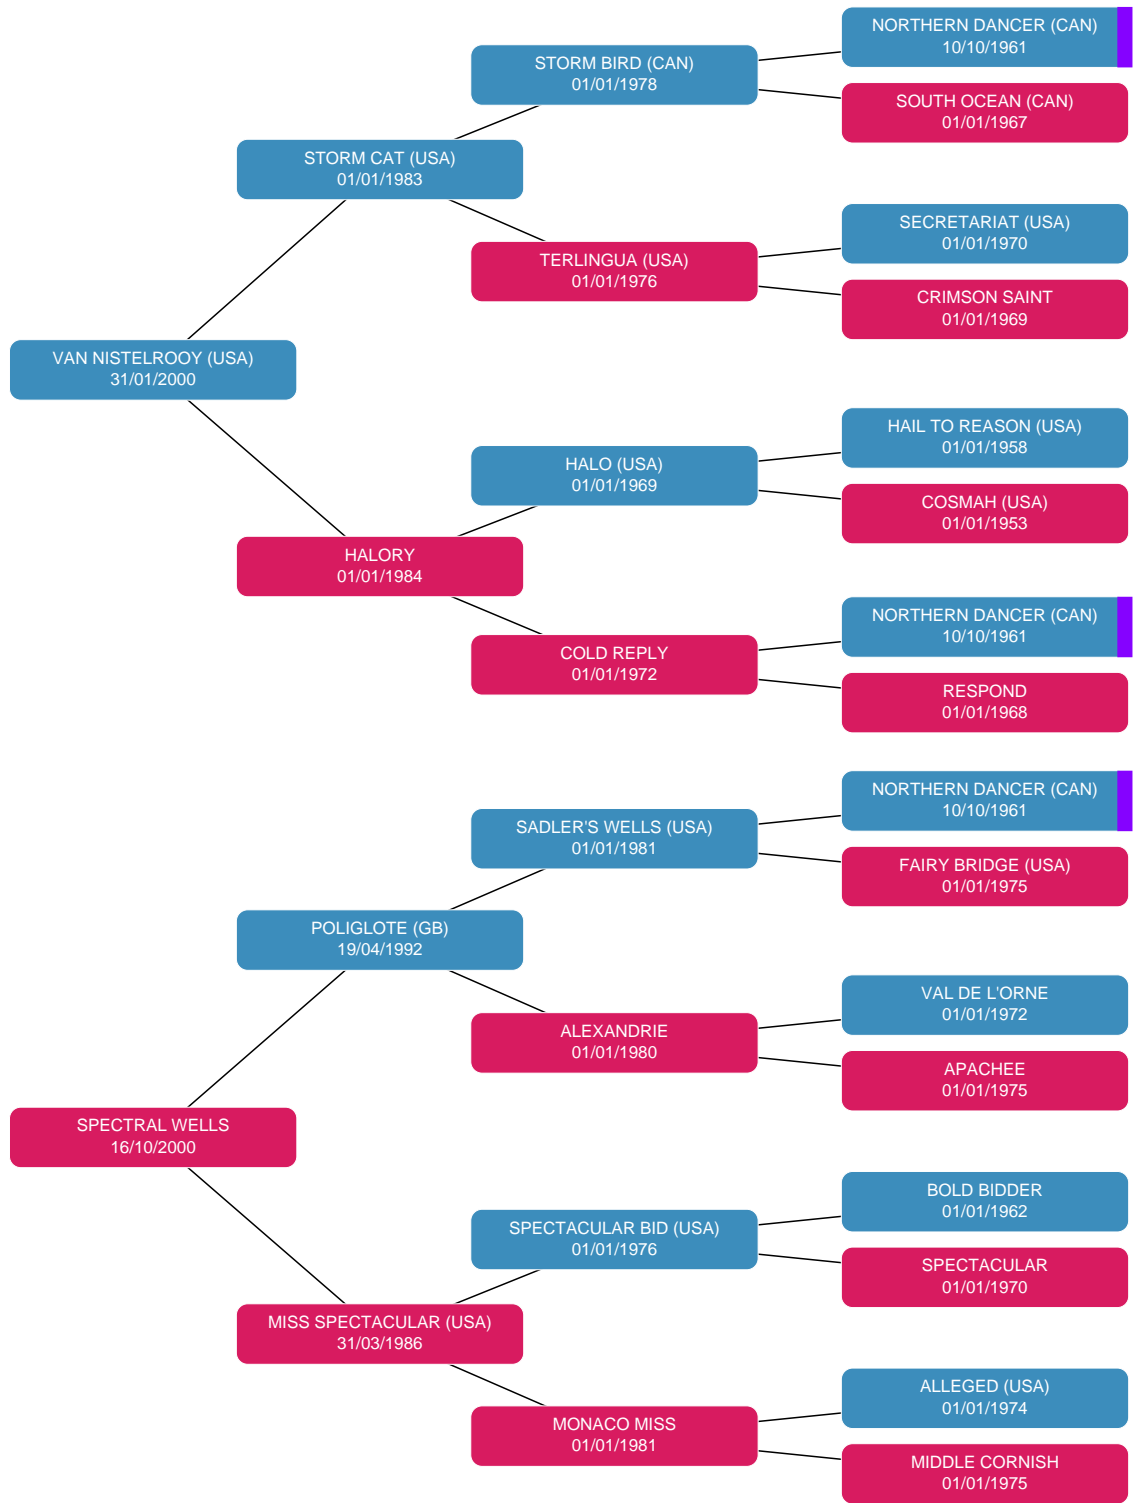 NORTHERN DANCER (CAN)
10/10/1961
STORM BIRD (CAN)
01/01/1978
SOUTH OCEAN (CAN)
01/01/1967
STORM CAT (USA)
01/01/1983
SECRETARIAT (USA)
01/01/1970
TERLINGUA (USA)
01/01/1976
CRIMSON SAINT
01/01/1969
VAN NISTELROOY (USA)
31/01/2000
HAIL TO REASON (USA)
01/01/1958
HALO (USA)
01/01/1969
COSMAH (USA)
01/01/1953
HALORY
01/01/1984
NORTHERN DANCER (CAN)
10/10/1961
COLD REPLY
01/01/1972
RESPOND
01/01/1968
NORTHERN DANCER (CAN)
10/10/1961
SADLER'S WELLS (USA)
01/01/1981
FAIRY BRIDGE (USA)
01/01/1975
POLIGLOTE (GB)
19/04/1992
VAL DE L'ORNE
01/01/1972
ALEXANDRIE
01/01/1980
APACHEE
01/01/1975
SPECTRAL WELLS
16/10/2000
BOLD BIDDER
01/01/1962
SPECTACULAR BID (USA)
01/01/1976
SPECTACULAR
01/01/1970
MISS SPECTACULAR (USA)
31/03/1986
ALLEGED (USA)
01/01/1974
MONACO MISS
01/01/1981
MIDDLE CORNISH
01/01/1975